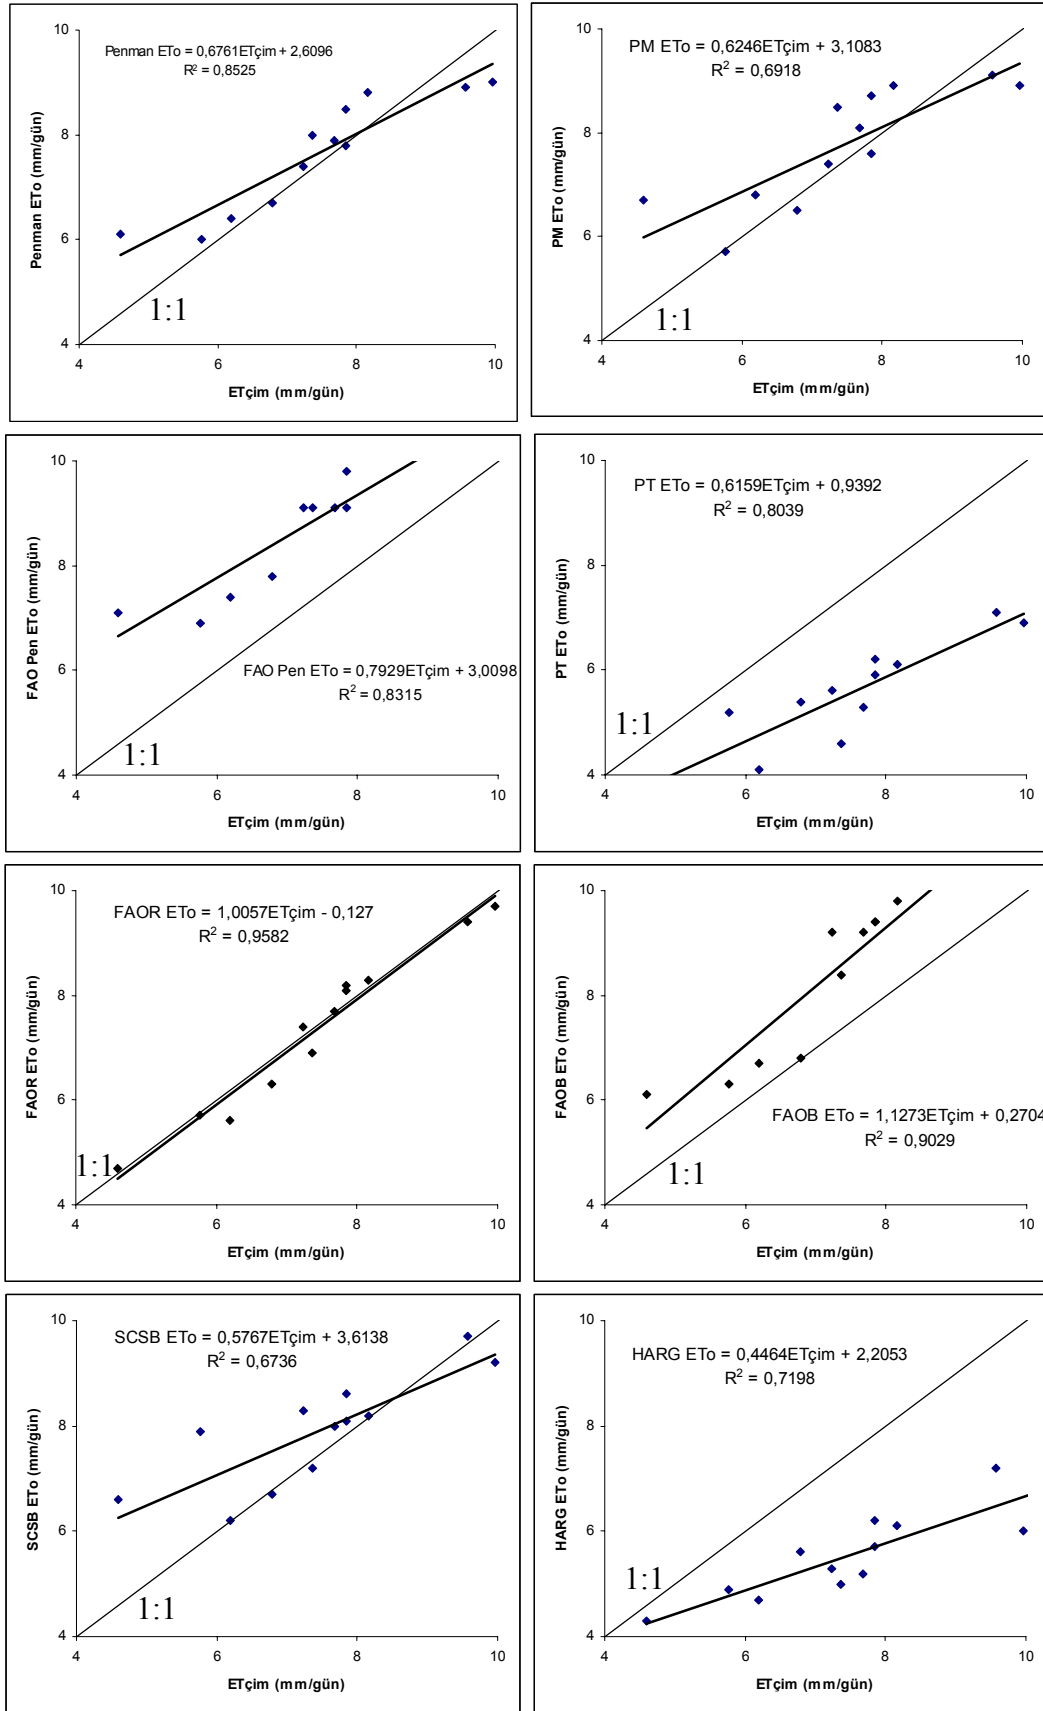 Penman ETo = 0,6761ETçim + 2,6096
R² = 0,8525
10
8
6
4
4 6 8 10
1:1
Penman ETo (mm/gün)
ETçim (mm/gün)
PM ETo = 0,6246ETçim + 3,1083
R² = 0,6918
10
8
6
4
4 6 8 10
1:1
PM ETo (mm/gün)
ETçim (mm/gün)
10
8
6
4
4 6 8 10
FAO Pen ETo = 0,7929ETçim + 3,0098
R² = 0,8315
1:1
FAO Pen ETo (mm/gün)
ETçim (mm/gün)
PT ETo = 0,6159ETçim + 0,9392
R² = 0,8039
10
8
6
4
4 6 8 10
1:1
PT ETo (mm/gün)
ETçim (mm/gün)
FAOR ETo = 1,0057ETçim - 0,127
R² = 0,9582
10
8
6
4
4 6 8 10
1:1
FAOR ETo (mm/gün)
ETçim (mm/gün)
10
8
6
4
4 6 8 10
FAOB ETo = 1,1273ETçim + 0,2704
R² = 0,9029
1:1
FAOB ETo (mm/gün)
ETçim (mm/gün)
SCSB ETo = 0,5767ETçim + 3,6138
R² = 0,6736
10
8
6
4
4 6 8 10
1:1
SCSB ETo (mm/gün)
ETçim (mm/gün)
HARG ETo = 0,4464ETçim + 2,2053
R² = 0,7198
10
8
6
4
4 6 8 10
1:1
HARG ETo (mm/gün)
ETçim (mm/gün)